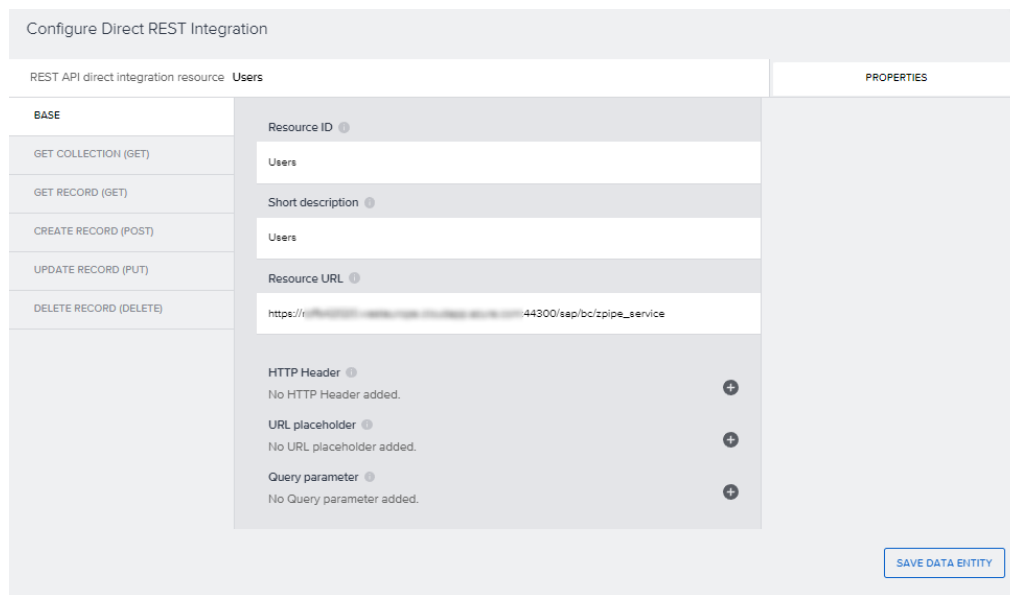 Configure Direct REST Integration
REST API direct integration resource Users
PROPERTIES
BASE
GET COLLECTION (GET)
GET RECORD (GET)
CREATE RECORD (POST)
UPDATE RECORD (PUT)
DELETE RECORD (DELETE)
Resource ID
Users
Short description
Users
Resource URL
https:// 44300/sap/bc/zpipe_service
HTTP Header
No HTTP Header added.
URL placeholder
No URL placeholder added.
Query parameter
No Query parameter added.
SAVE DATA ENTITY